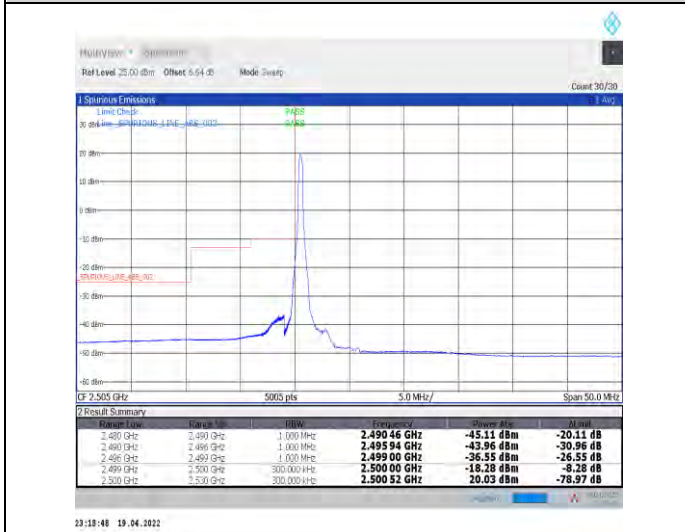 MultiView
Ref Level 25.00 dBm Offset 6.64 dB Mode Sweep
Count 30/30
1 Spurious Emissions
1 Avg
Limit Check PASS
30 dBm Line _SPURIOUS_LINE_ABS_002 PASS
20 dBm
10 dBm
0 dBm
-10 dBm
-20 dBm
_SPURIOUS_LINE_ABS_002
-30 dBm
-40 dBm
-50 dBm
-60 dBm
CF 2.505 GHz 5005 pts 5.0 MHz/ Span 50.0 MHz
2 Result Summary
Range Low Range Up RBW Frequency Power Abs ΔLimit
2.480 GHz 2.490 GHz 1.000 MHz 2.490 46 GHz -45.11 dBm -20.11 dB
2.490 GHz 2.496 GHz 1.000 MHz 2.495 94 GHz -43.96 dBm -30.96 dB
2.496 GHz 2.499 GHz 1.000 MHz 2.499 00 GHz -36.55 dBm -26.55 dB
2.499 GHz 2.500 GHz 300.000 kHz 2.500 00 GHz -18.28 dBm -8.28 dB
2.500 GHz 2.530 GHz 300.000 kHz 2.500 52 GHz 20.03 dBm -78.97 dB
23:18:48 19.04.2022